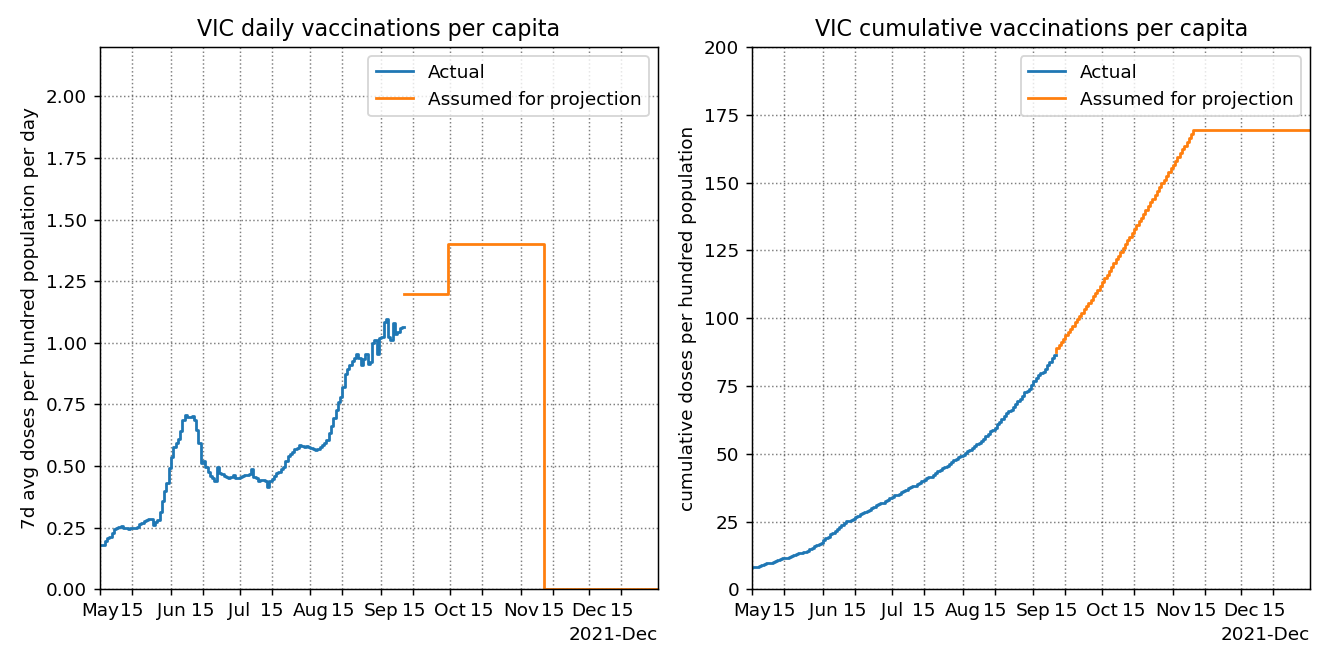 VIC daily vaccinations per capita
7d avg doses per hundred population per day
2.00
1.75
1.50
1.25
1.00
0.75
0.50
0.25
0.00
Actual
Assumed for projection
May 15 Jun 15 Jul 15 Aug 15 Sep 15 Oct 15 Nov 15 Dec 15
2021-Dec
VIC cumulative vaccinations per capita
cumulative doses per hundred population
200
175
150
125
100
75
50
25
0
Actual
Assumed for projection
May 15 Jun 15 Jul 15 Aug 15 Sep 15 Oct 15 Nov 15 Dec 15
2021-Dec